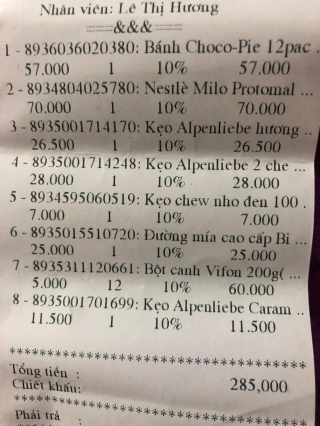 Nhân viên: Lê Thị Hương
====&&&====
1 - 8936036020380: Bánh Choco-Pie 12pac .
57.000 1 10% 57.000
2 - 8934804025780: Nestlè Milo Protomal ...
70.000 1 10% 70.000
3 - 8935001714170: Kẹo Alpenliebe hương ..
26.500 1 10% 26.500
4 - 8935001714248: Kẹo Alpenliebe 2 che ...
28.000 1 10% 28.000
5 - 8934595060519: Kẹo chew nho đen 100 .
7.000 1 10% 7.000
6 - 8935015510720: Đường mía cao cấp Bi ...
25.000 1 10% 25.000
7 - 8935311120661: Bột canh Vifon 200g( ...
5.000 12 10% 60.000
8 - 8935001701699: Kẹo Alpenliebe Caram ..
11.500 1 10% 11.500
***********************************
Tổng tiền :
Chiết khấu: 285,000
***********************************
Phải trả :